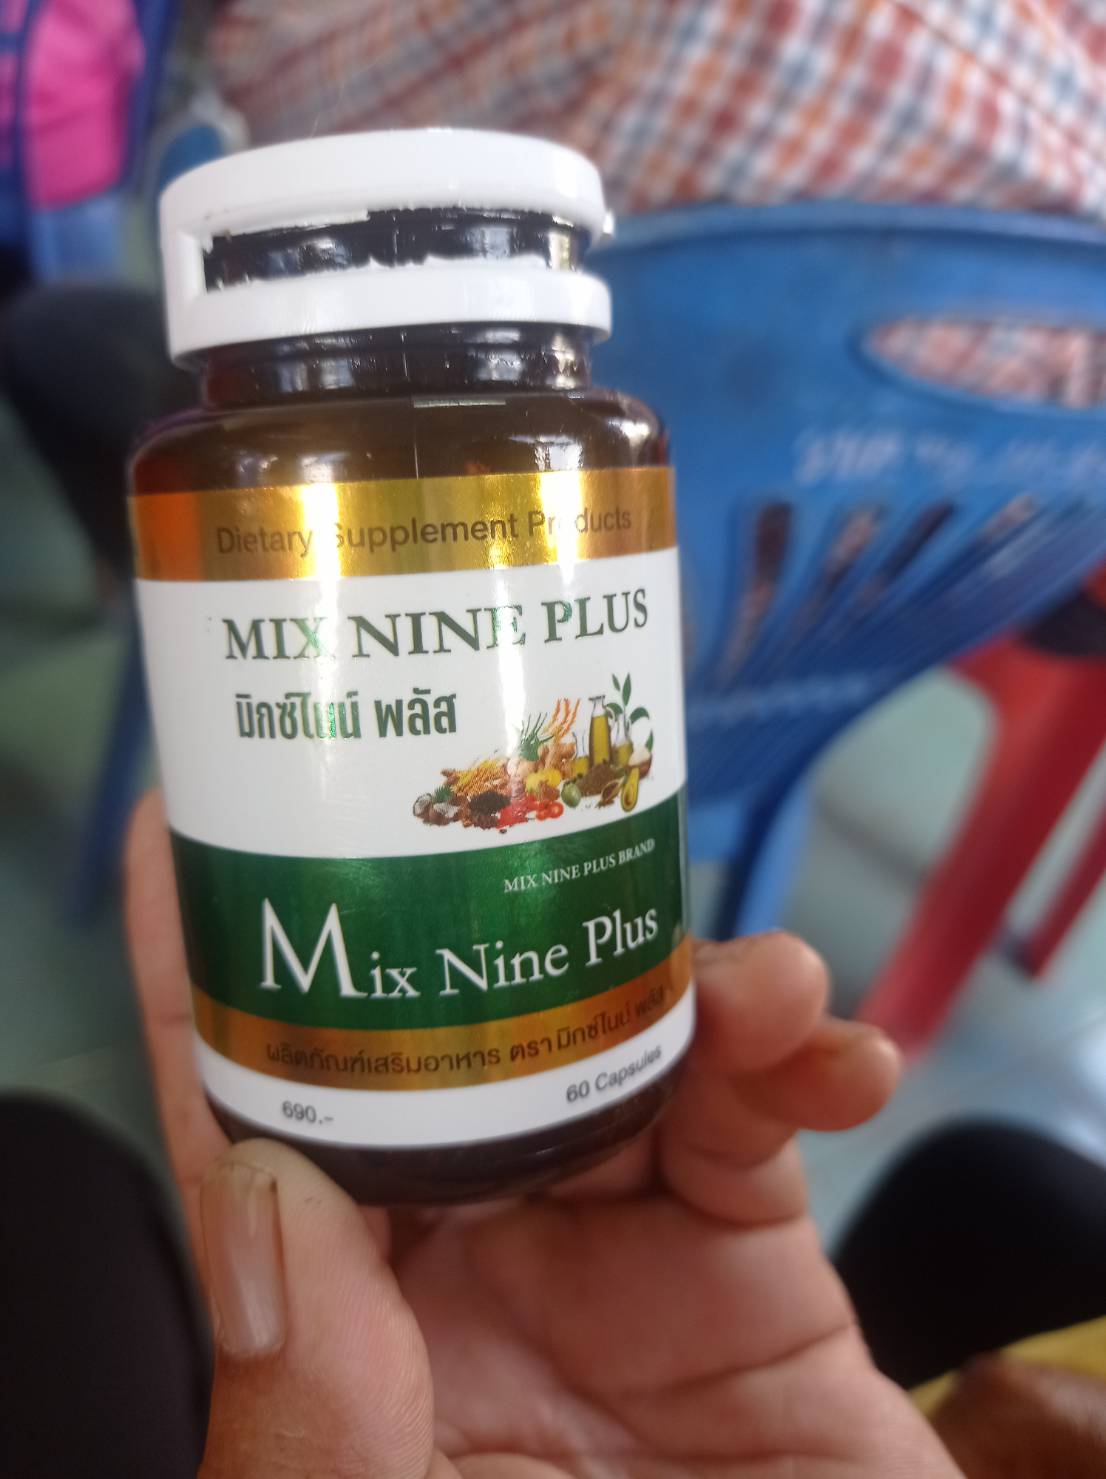 Dietary Supplement Products
MIX NINE PLUS
มิกซ์ไนน์ พลัส
MIX NINE PLUS BRAND
Mix Nine Plus
ผลิตภัณฑ์เสริมอาหาร ตรา มิกซ์ไนน์ พลัส
690.- 60 Capsules